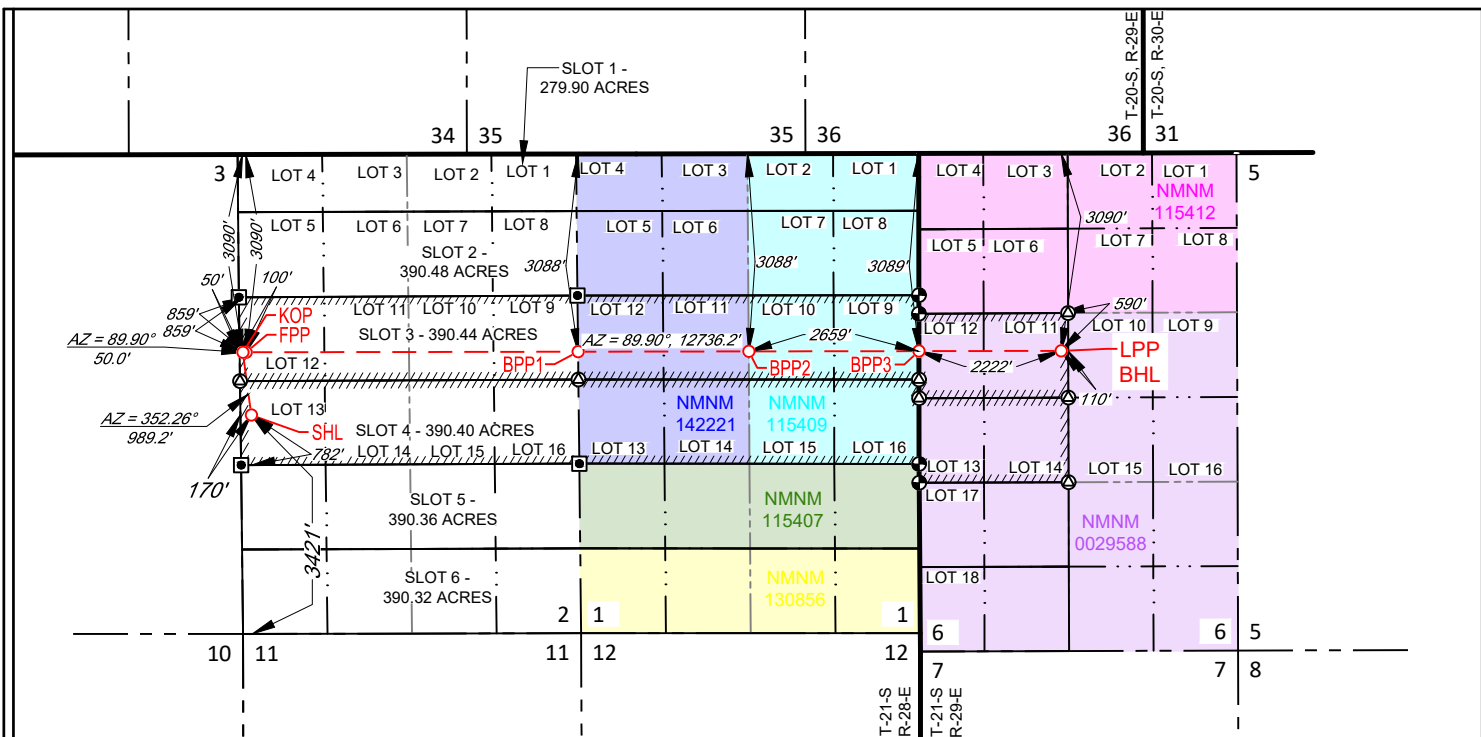 T-20-S, R-29-E
T-20-S, R-30-E
SLOT 1 -
279.90 ACRES
34
35
35
36
36
31
3
LOT 4
LOT 3
LOT 2
LOT 1
LOT 4
LOT 3
LOT 2
LOT 1
LOT 4
LOT 3
LOT 2
LOT 1
5
NMNM
115412
LOT 5
LOT 6
LOT 7
LOT 8
LOT 5
LOT 6
LOT 7
LOT 8
LOT 5
LOT 6
LOT 7
LOT 8
3090'
3090'
3090'
SLOT 2 -
390.48 ACRES
3088'
3088'
3089'
50'
100'
859'
859'
KOP
FPP
LOT 11
LOT 10
LOT 9
LOT 12
LOT 11
LOT 10
LOT 9
590'
LOT 12
LOT 11
LOT 10
LOT 9
SLOT 3 - 390.44 ACRES
AZ = 89.90°
50.0'
AZ = 89.90°, 12736.2'
2659'
LOT 12
BPP1
BPP2
BPP3
2222'
LPP
BHL
110'
AZ = 352.26°
989.2'
LOT 13
SHL
SLOT 4 - 390.40 ACRES
NMNM
142221
NMNM
115409
170'
782'
LOT 14
LOT 15
LOT 16
LOT 13
LOT 14
LOT 15
LOT 16
LOT 13
LOT 14
LOT 15
LOT 16
3421'
SLOT 5 -
390.36 ACRES
NMNM
115407
LOT 17
NMNM
0029588
SLOT 6 -
390.32 ACRES
NMNM
130856
LOT 18
2
1
1
6
6
5
10
11
11
12
12
7
7
8
T-21-S
R-28-E
T-21-S
R-29-E